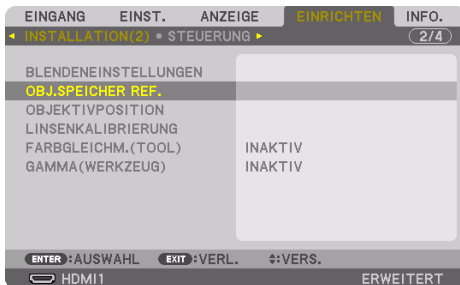 EINGANG EINST. ANZEIGE EINRICHTEN INFO.
INSTALLATION(2) • STEUERUNG 2/4
BLENDENEINSTELLUNGEN
OBJ.SPEICHER REF.
OBJEKTIVPOSITION
LINSENKALIBRIERUNG
FARBGLEICHM.(TOOL) INAKTIV
GAMMA(WERKZEUG) INAKTIV
ENTER:AUSWAHL EXIT:VERL. :VERS.
HDMI1 ERWEITERT